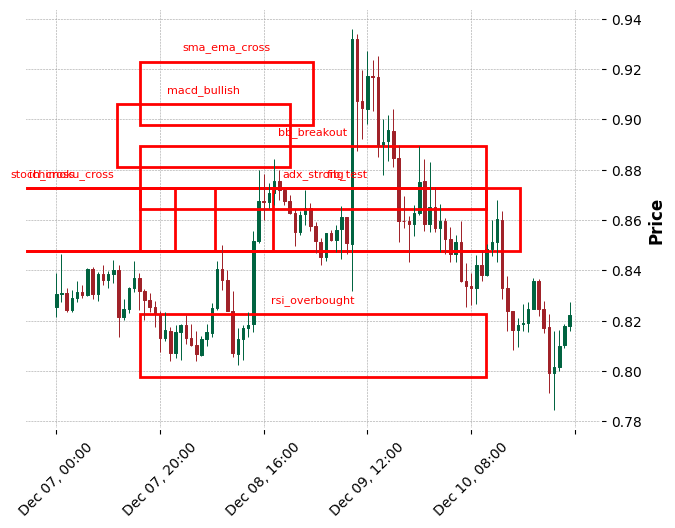 sma_ema_cross
macd_bullish
bb_breakout
stoch_cross
ichimoku_cross
adx_strong
fib_test
rsi_overbought
0.94
0.92
0.90
0.88
0.86
0.84
0.82
0.80
0.78
Price
Dec 07, 00:00
Dec 07, 20:00
Dec 08, 16:00
Dec 09, 12:00
Dec 10, 08:00